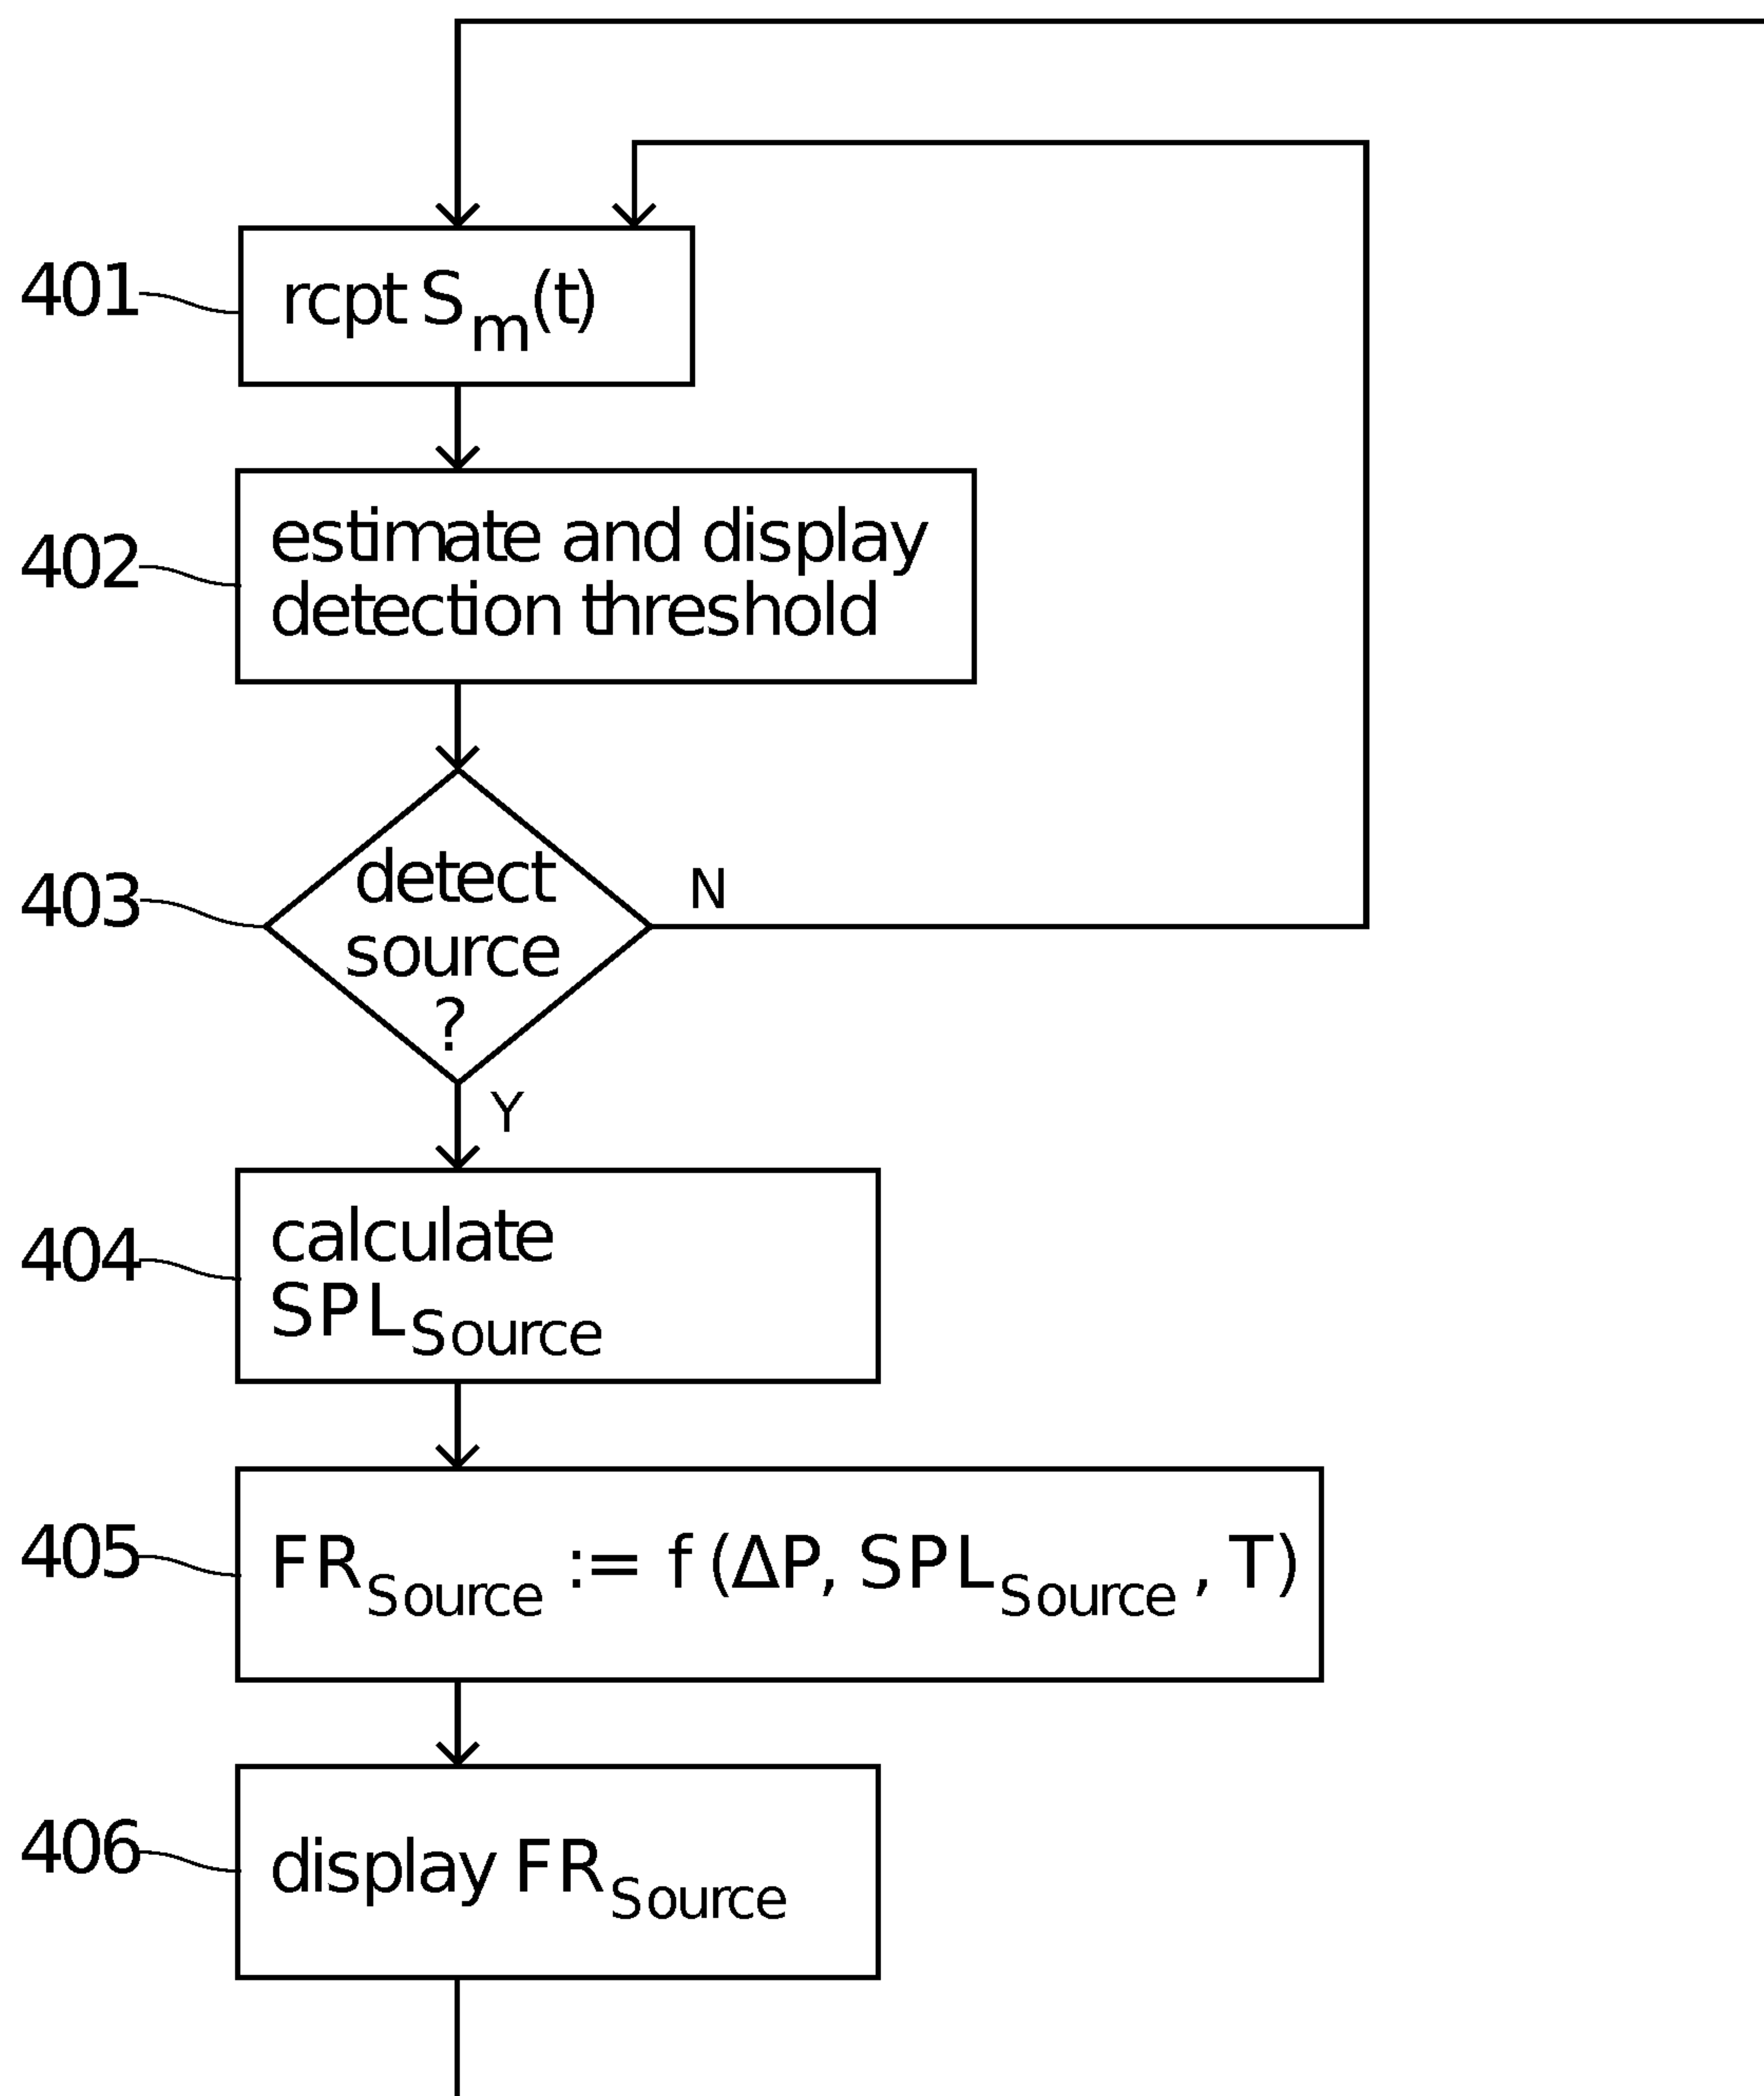 401
rcpt Sm(t)
402
estimate and display
detection threshold
403
detect
source
?
N
Y
404
calculate
SPLSource
405
FRSource := f (ΔP, SPLSource , T)
406
display FRSource